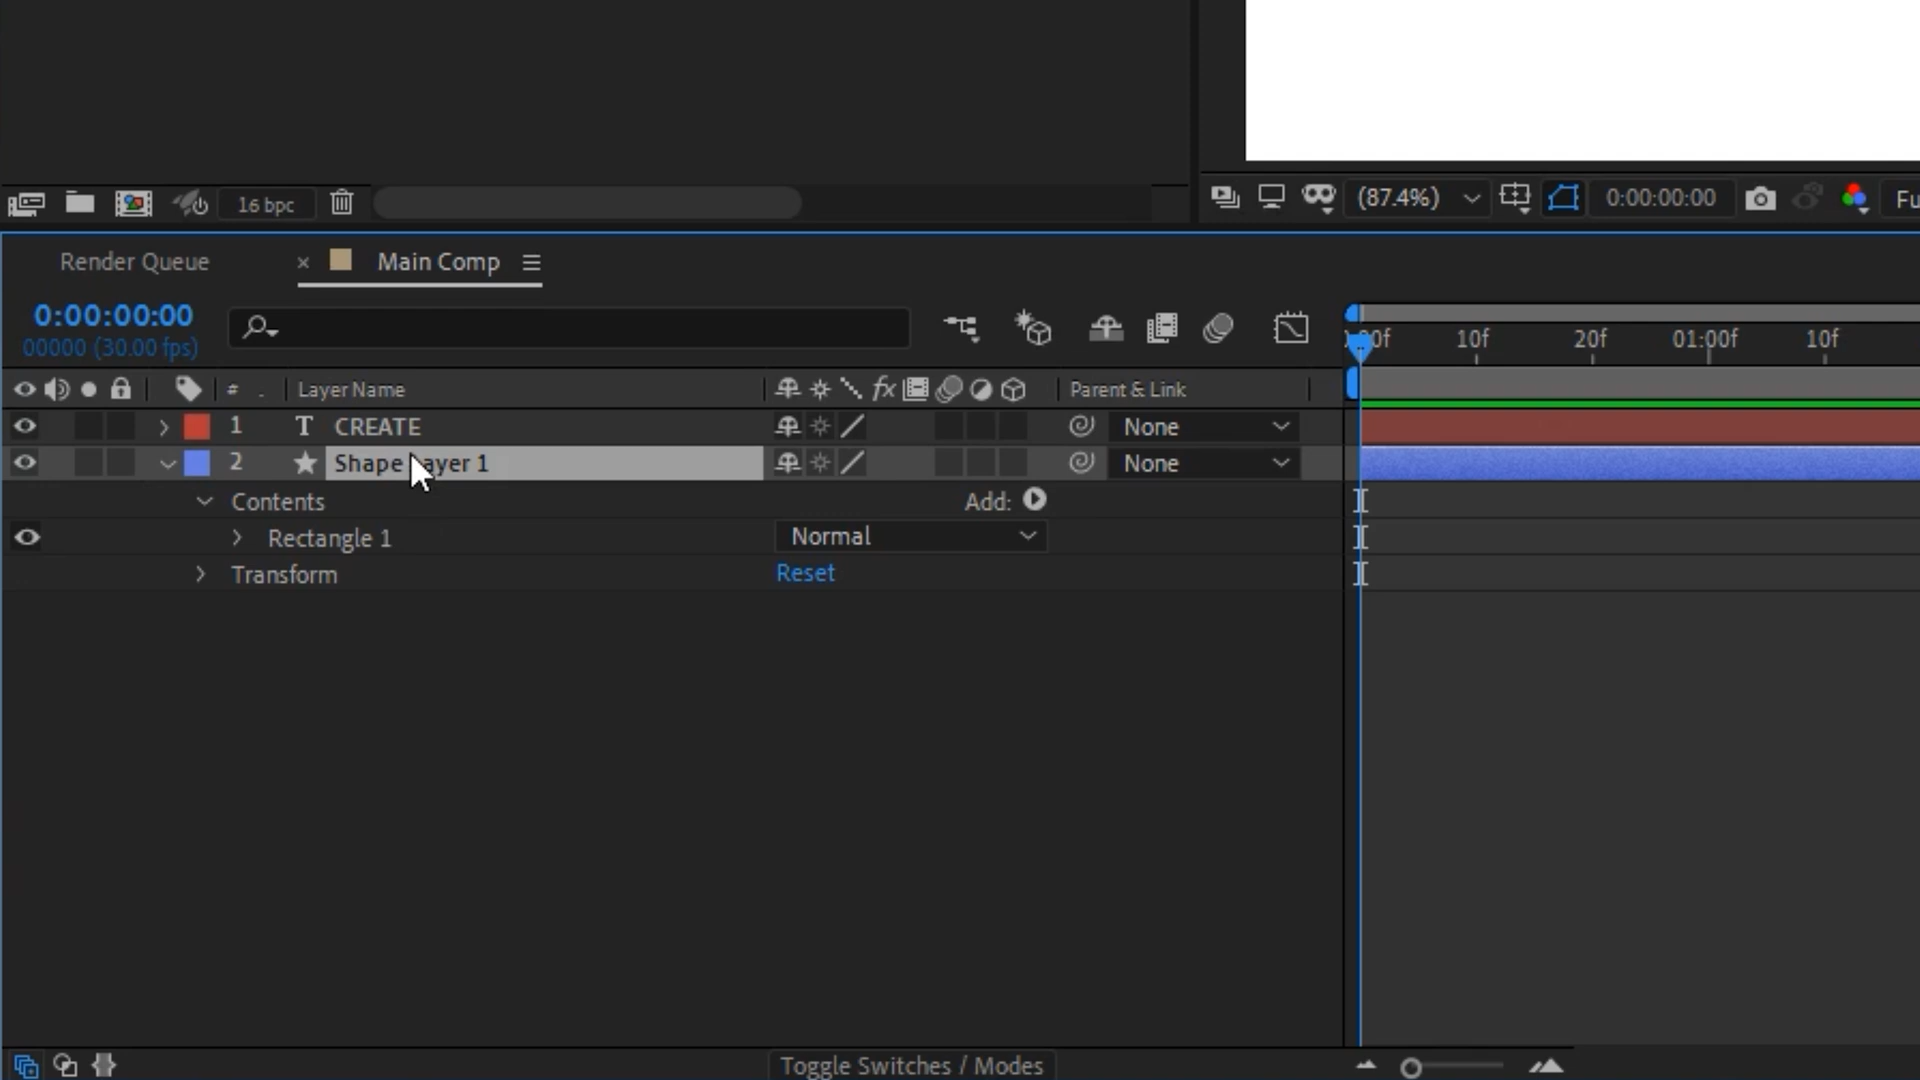 16 bpc
(87.4%)
0:00:00:00
Fu
Render Queue
× Main Comp
0:00:00:00
00000 (30.00 fps)
10f 20f 01:00f 10f
# . Layer Name
fx
Parent & Link
1 T CREATE None
2 Shape Layer 1 None
Contents Add:
Rectangle 1 Normal
Transform Reset
Toggle Switches / Modes